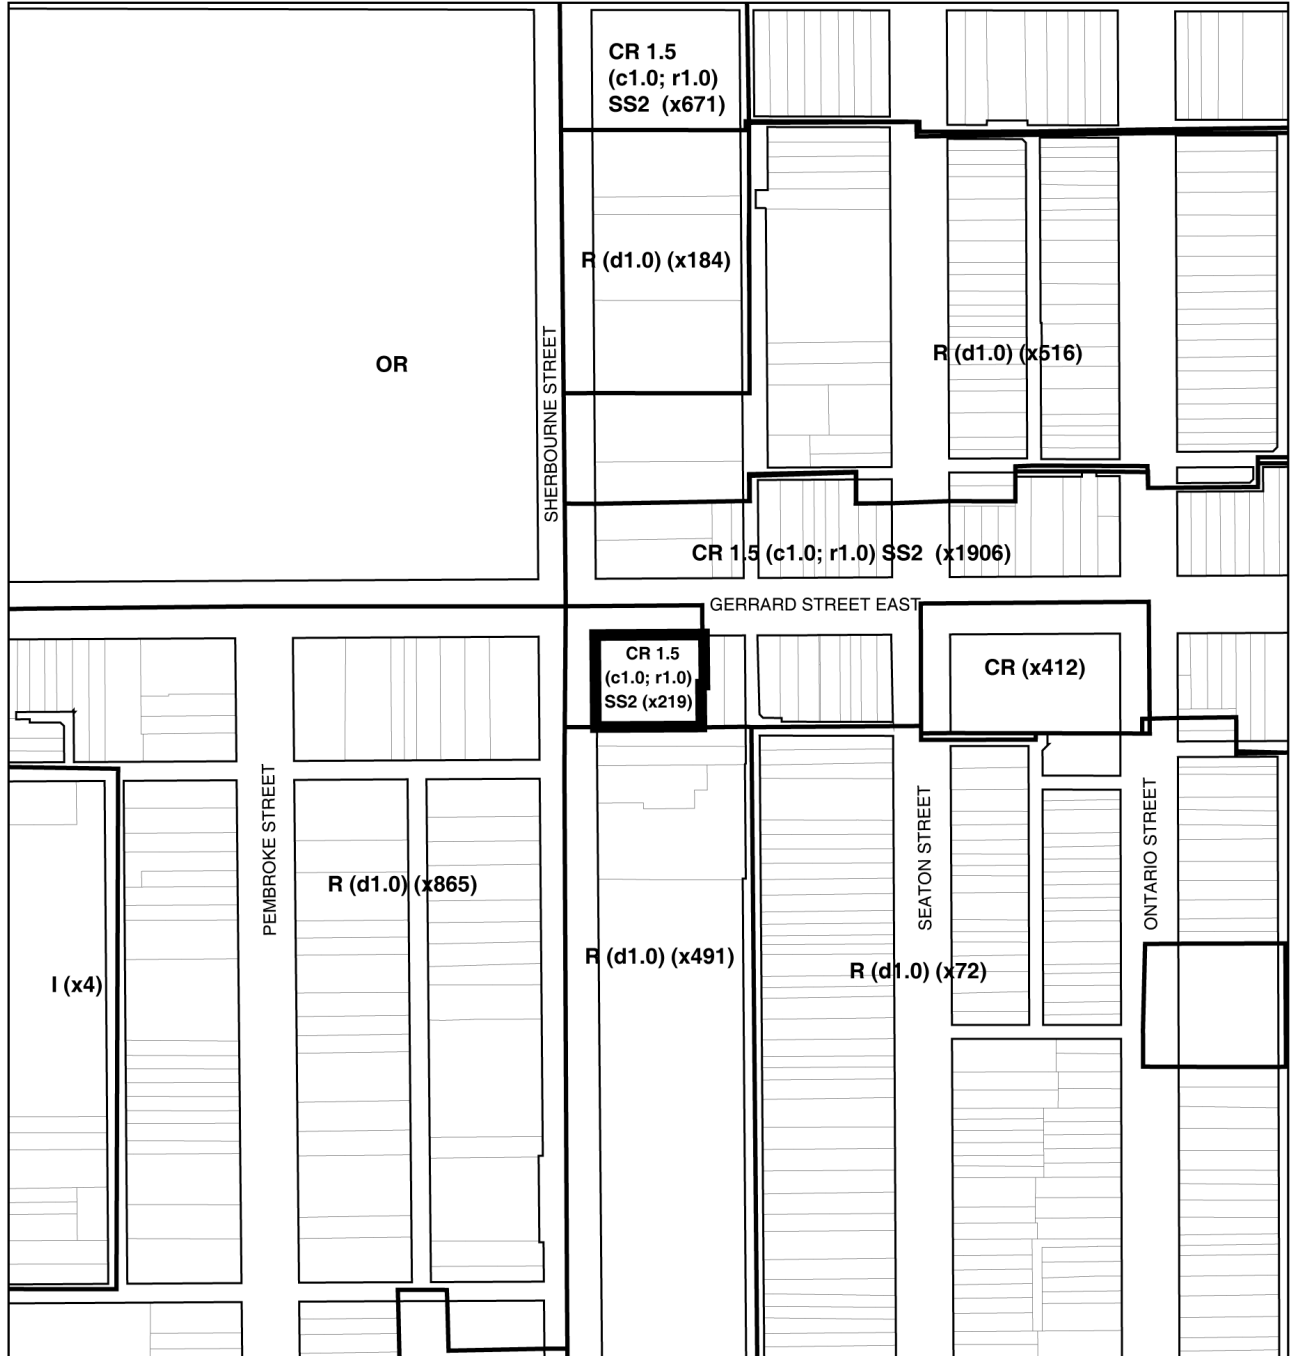 CR 1.5
(c1.0; r1.0)
SS2 (x671)
R (d1.0) (x184)
OR
SHERBOURNE STREET
R (d1.0) (x516)
CR 1.5 (c1.0; r1.0) SS2 (x1906)
GERRARD STREET EAST
CR 1.5
(c1.0; r1.0)
SS2 (x219)
CR (x412)
PEMBROKE STREET
SEATON STREET
ONTARIO STREET
R (d1.0) (x865)
R (d1.0) (x491)
R (d1.0) (x72)
I (x4)